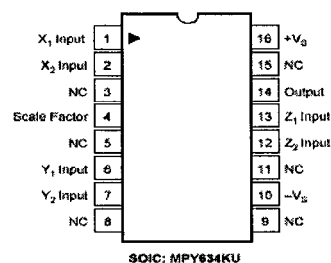 X₁ Input 1 16 +Vₛ
X₂ Input 2 15 NC
NC 3 14 Output
Scale Factor 4 13 Z₁ Input
NC 5 12 Z₂ Input
Y₁ Input 6 11 NC
Y₂ Input 7 10 –Vₛ
NC 8 9 NC
SOIC: MPY634KU